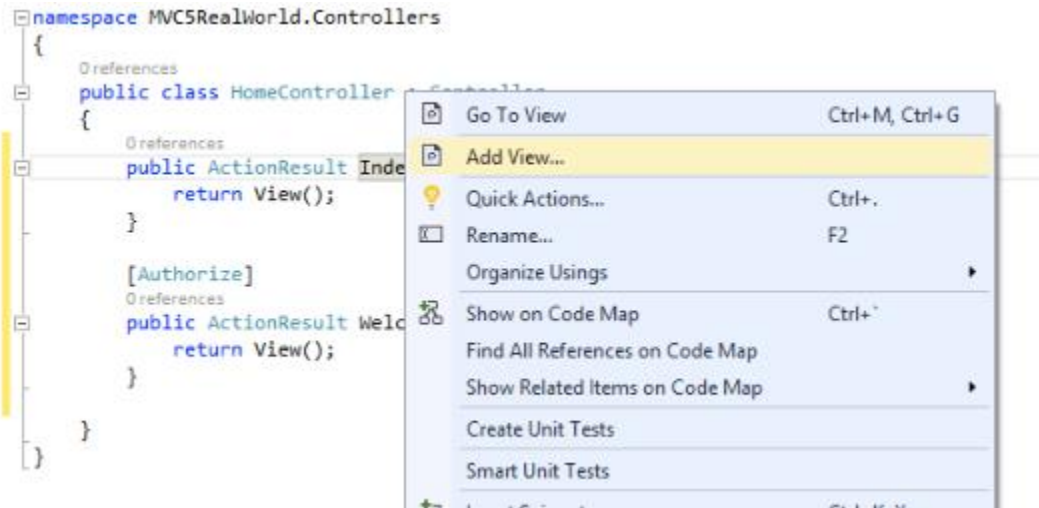 namespace MVC5RealWorld.Controllers
{
0 references
public class HomeController : Controller
{
0 references
public ActionResult Inde
return View();
}
[Authorize]
0 references
public ActionResult Welc
return View();
}
}
}
Go To View Ctrl+M, Ctrl+G
Add View...
Quick Actions... Ctrl+.
Rename... F2
Organize Usings
Show on Code Map Ctrl+`
Find All References on Code Map
Show Related Items on Code Map
Create Unit Tests
Smart Unit Tests